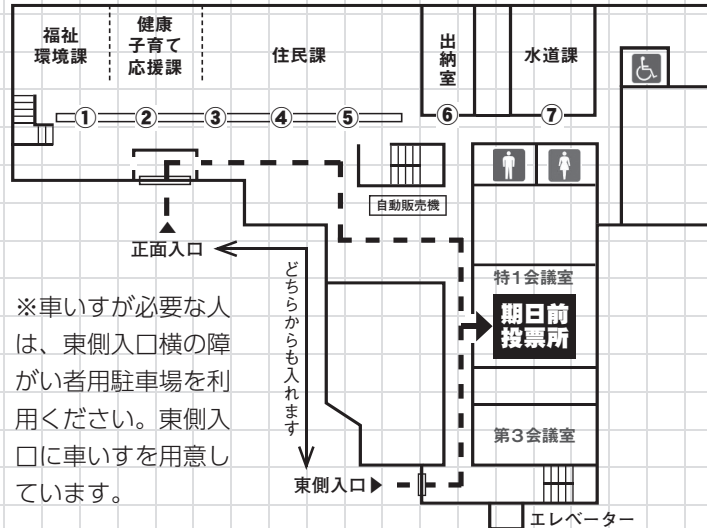 福祉
環境課
健康
子育て
応援課
住民課
出納室
水道課
①
②
③
④
⑤
⑥
⑦
自動販売機
正面入口
どちらからも入れます
特1会議室
期日前
投票所
※車いすが必要な人
は、東側入口横の障
がい者用駐車場を利
用ください。東側入
口に車いすを用意し
ています。
第3会議室
東側入口
エレベーター